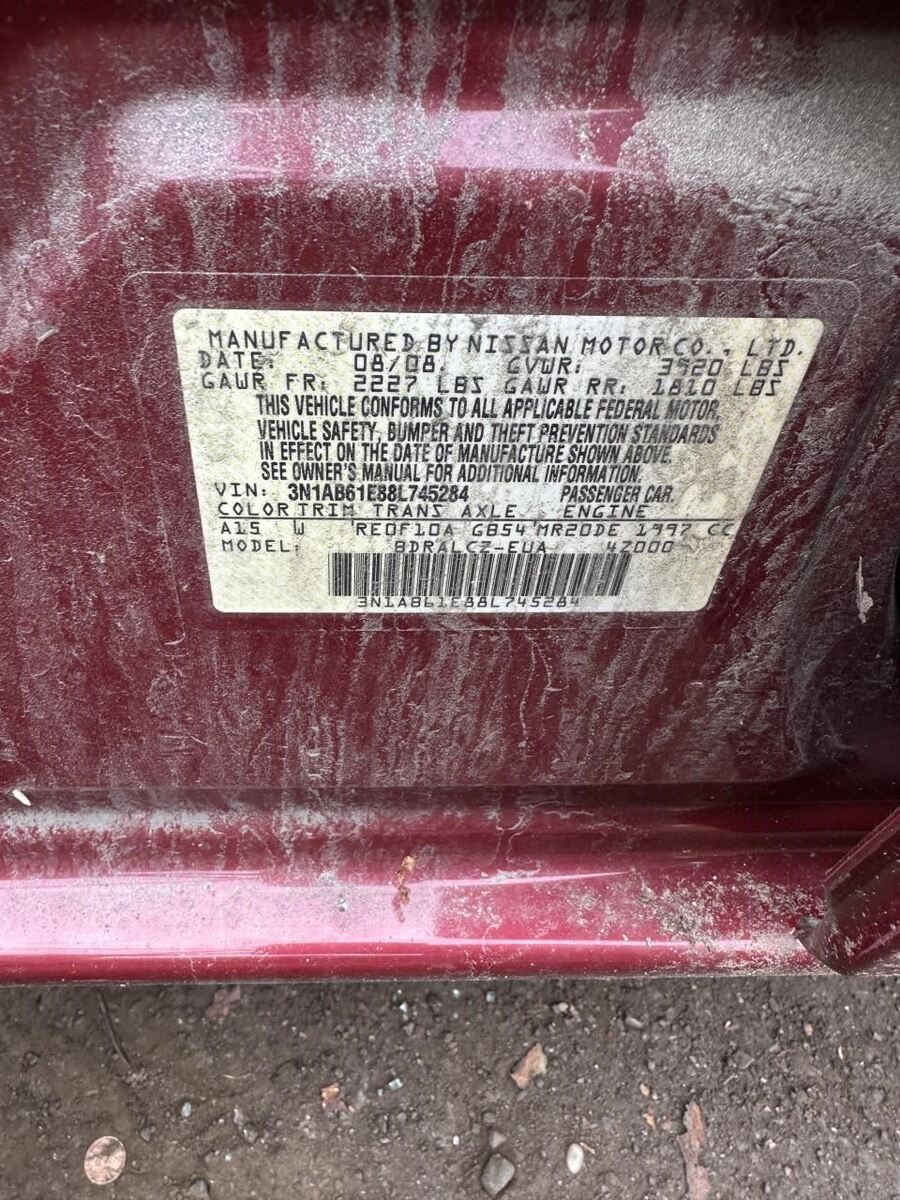 MANUFACTURED BY NISSAN MOTOR CO., LTD.
DATE: 08/08. GVWR: 3920 LBS
GAWR FR: 2227 LBS GAWR RR: 1810 LBS
THIS VEHICLE CONFORMS TO ALL APPLICABLE FEDERAL MOTOR,
VEHICLE SAFETY, BUMPER AND THEFT PREVENTION STANDARDS
IN EFFECT ON THE DATE OF MANUFACTURE SHOWN ABOVE.
SEE OWNER'S MANUAL FOR ADDITIONAL INFORMATION.
VIN: 3N1AB61E88L745284 PASSENGER CAR.
COLOR TRIM TRANS AXLE ENGINE
A15 W RE0F10A GB54 MR20DE 1997 CC
MODEL: BDRALCZ-EUA 4Z000
3N1AB61E88L745284